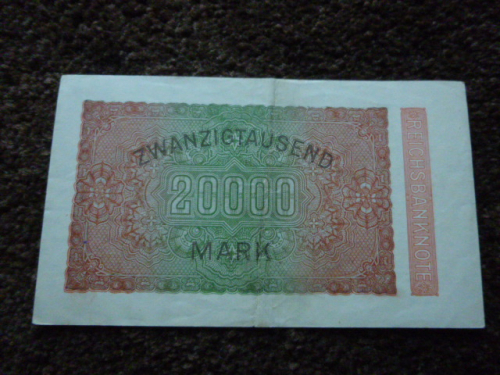 ZWANZIGTAUSEND
20000
MARK
REICHSBANKNOTE